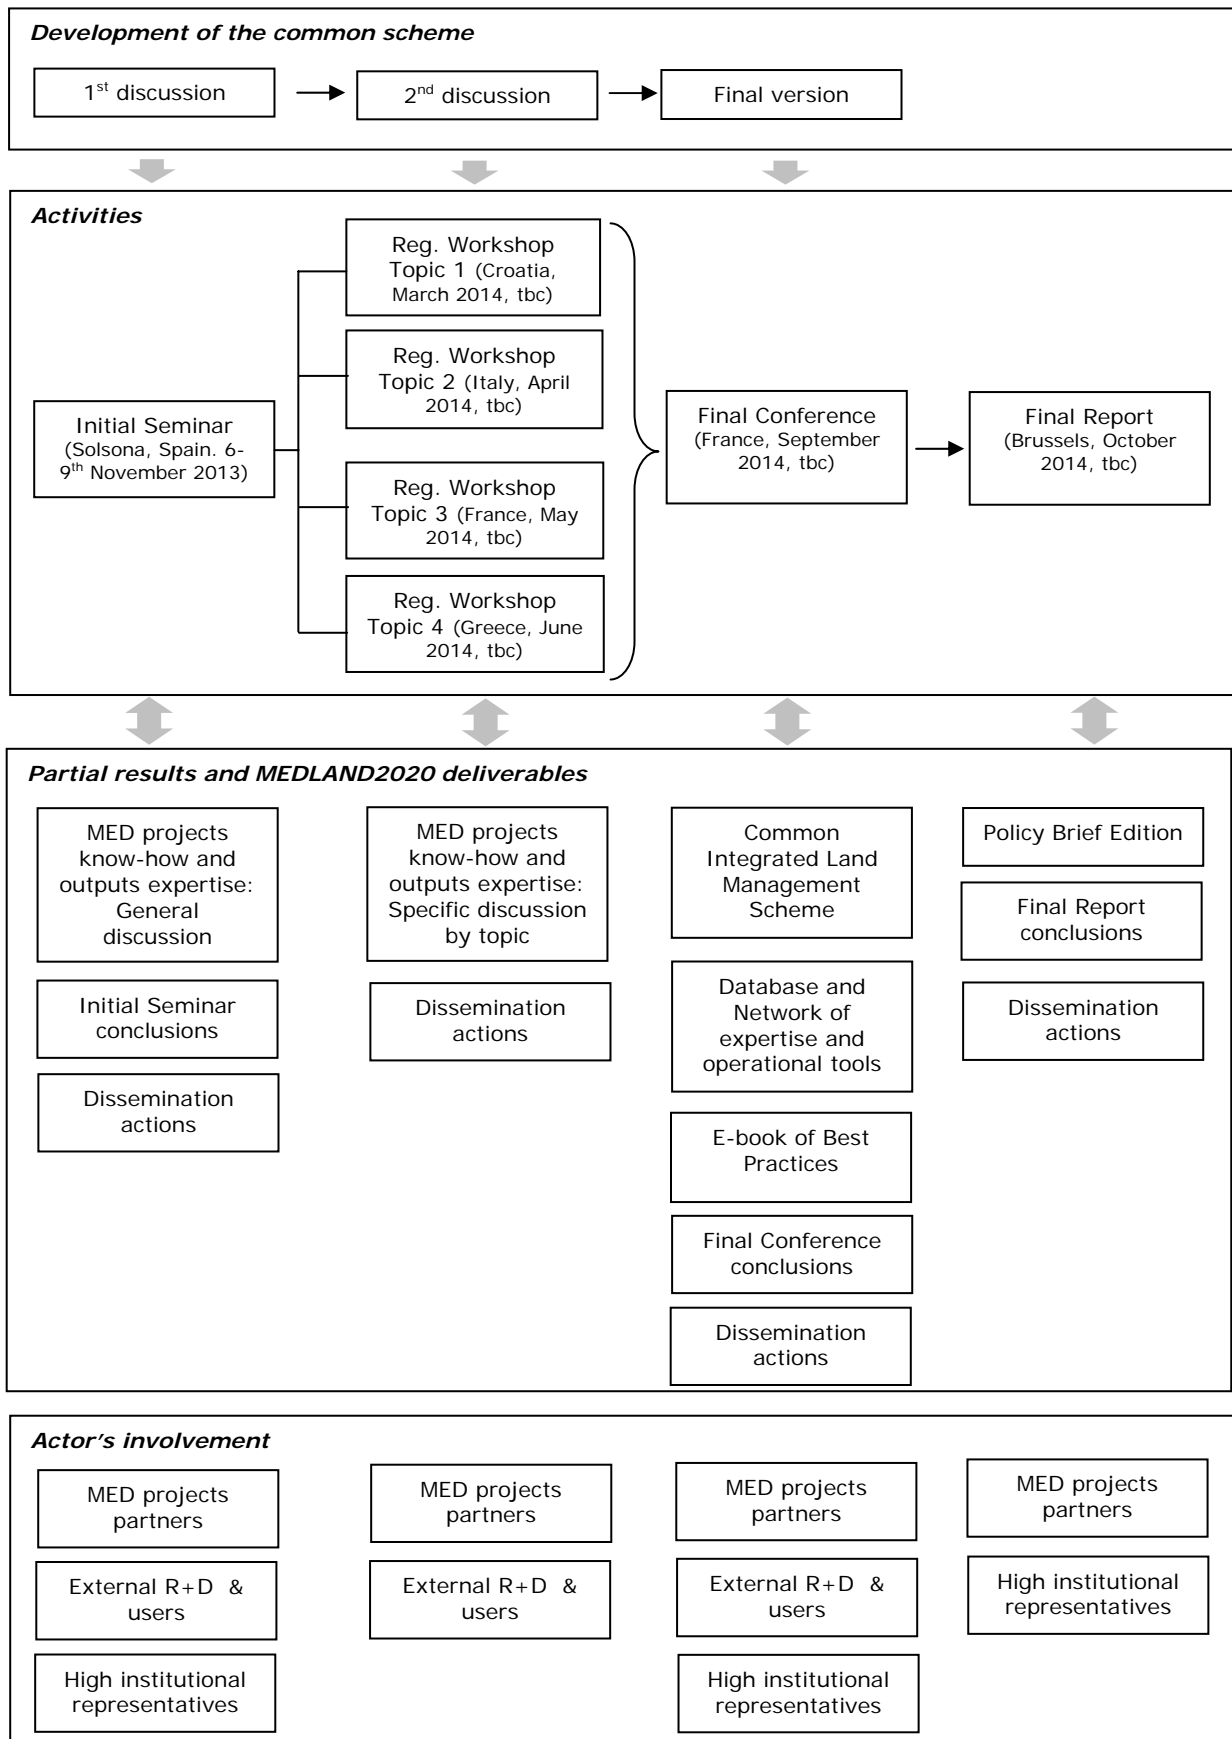 Development of the common scheme
1st discussion
2nd discussion
Final version
Activities
Initial Seminar
(Solsona, Spain. 6-
9th November 2013)
Reg. Workshop
Topic 1 (Croatia,
March 2014, tbc)
Reg. Workshop
Topic 2 (Italy, April
2014, tbc)
Reg. Workshop
Topic 3 (France, May
2014, tbc)
Reg. Workshop
Topic 4 (Greece, June
2014, tbc)
Final Conference
(France, September
2014, tbc)
Final Report
(Brussels, October
2014, tbc)
Partial results and MEDLAND2020 deliverables
MED projects
know-how and
outputs expertise:
General
discussion
Initial Seminar
conclusions
Dissemination
actions
MED projects
know-how and
outputs expertise:
Specific discussion
by topic
Dissemination
actions
Common
Integrated Land
Management
Scheme
Database and
Network of
expertise and
operational tools
E-book of Best
Practices
Final Conference
conclusions
Dissemination
actions
Policy Brief Edition
Final Report
conclusions
Dissemination
actions
Actor's involvement
MED projects
partners
External R+D & 
users
High institutional
representatives
MED projects
partners
External R+D &
users
MED projects
partners
External R+D &
users
High institutional
representatives
MED projects
partners
High institutional
representatives